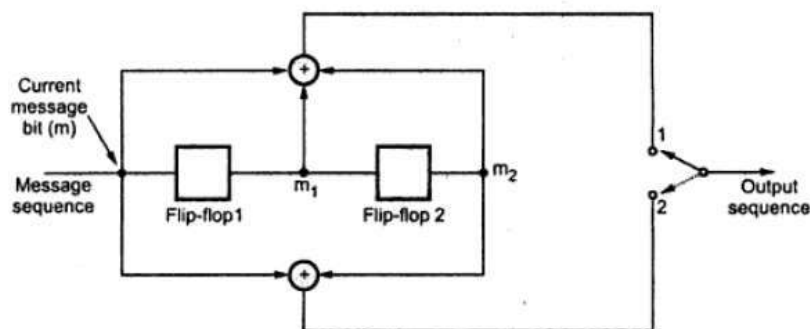 Current
message
bit (m)
+
1
m₁
m₂
Message
sequence
Flip-flop1
Flip-flop 2
Output
sequence
2
+